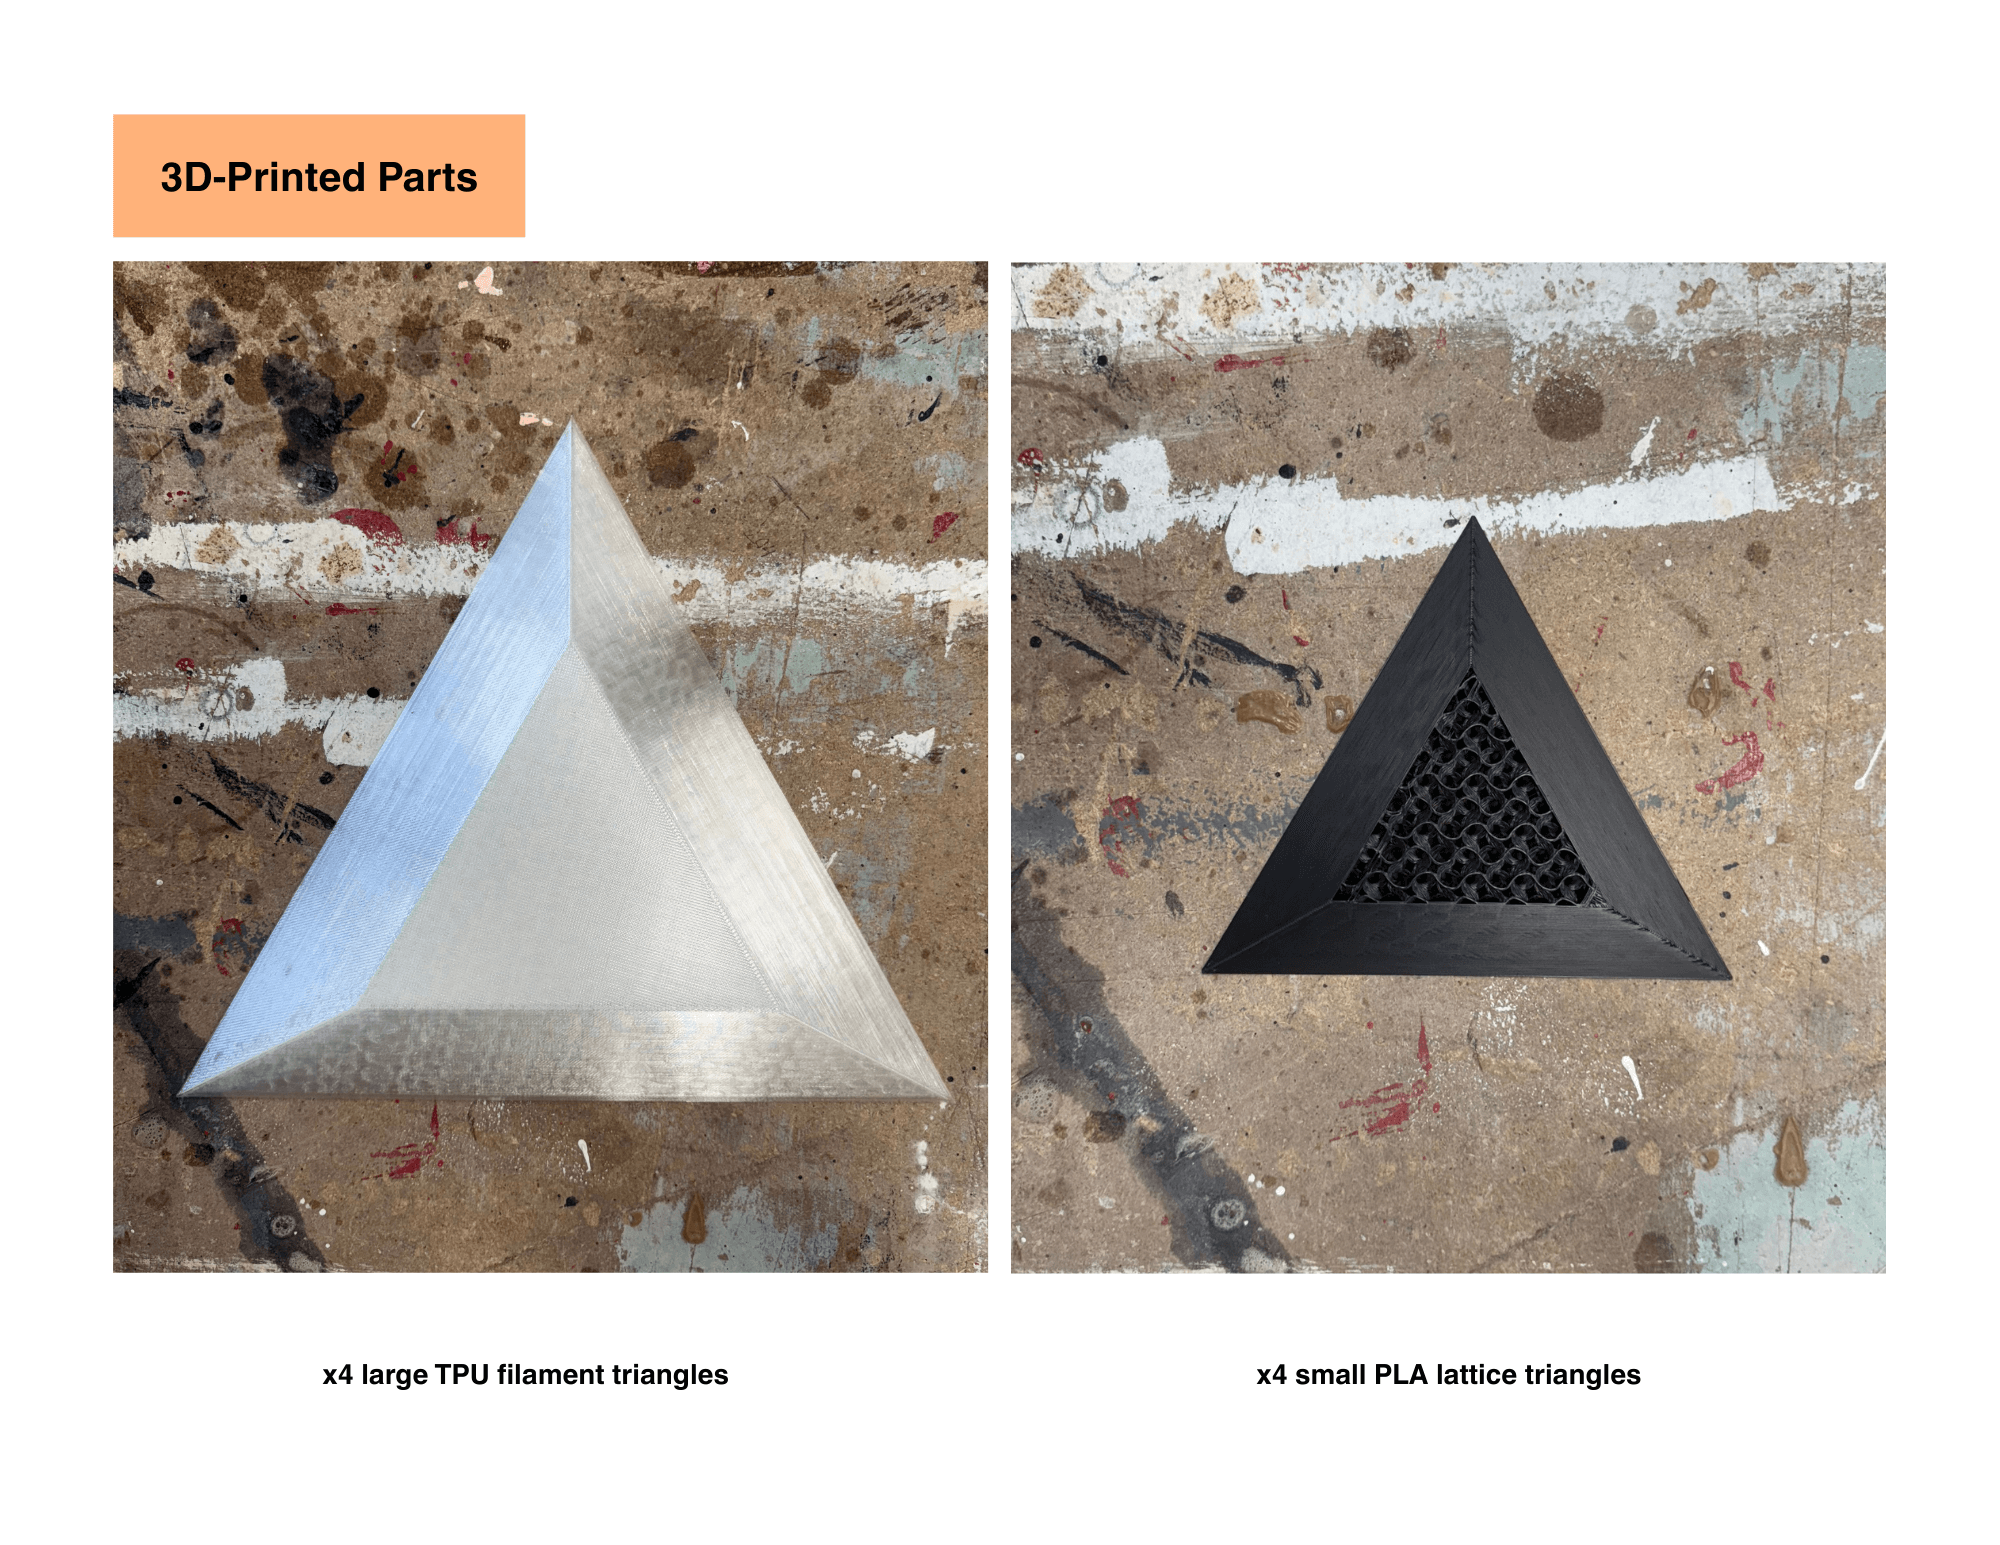 3D-Printed Parts
x4 large TPU filament triangles
x4 small PLA lattice triangles